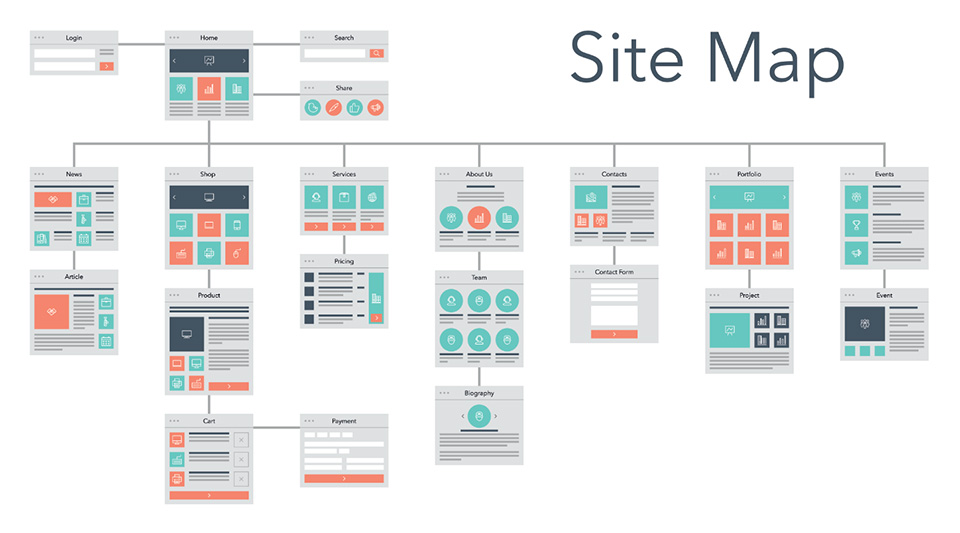 Site Map
Login
Home
Search
Share
News
Shop
Services
About Us
Contacts
Portfolio
Events
Article
Product
Pricing
Team
Contact Form
Project
Event
Cart
Payment
Biography